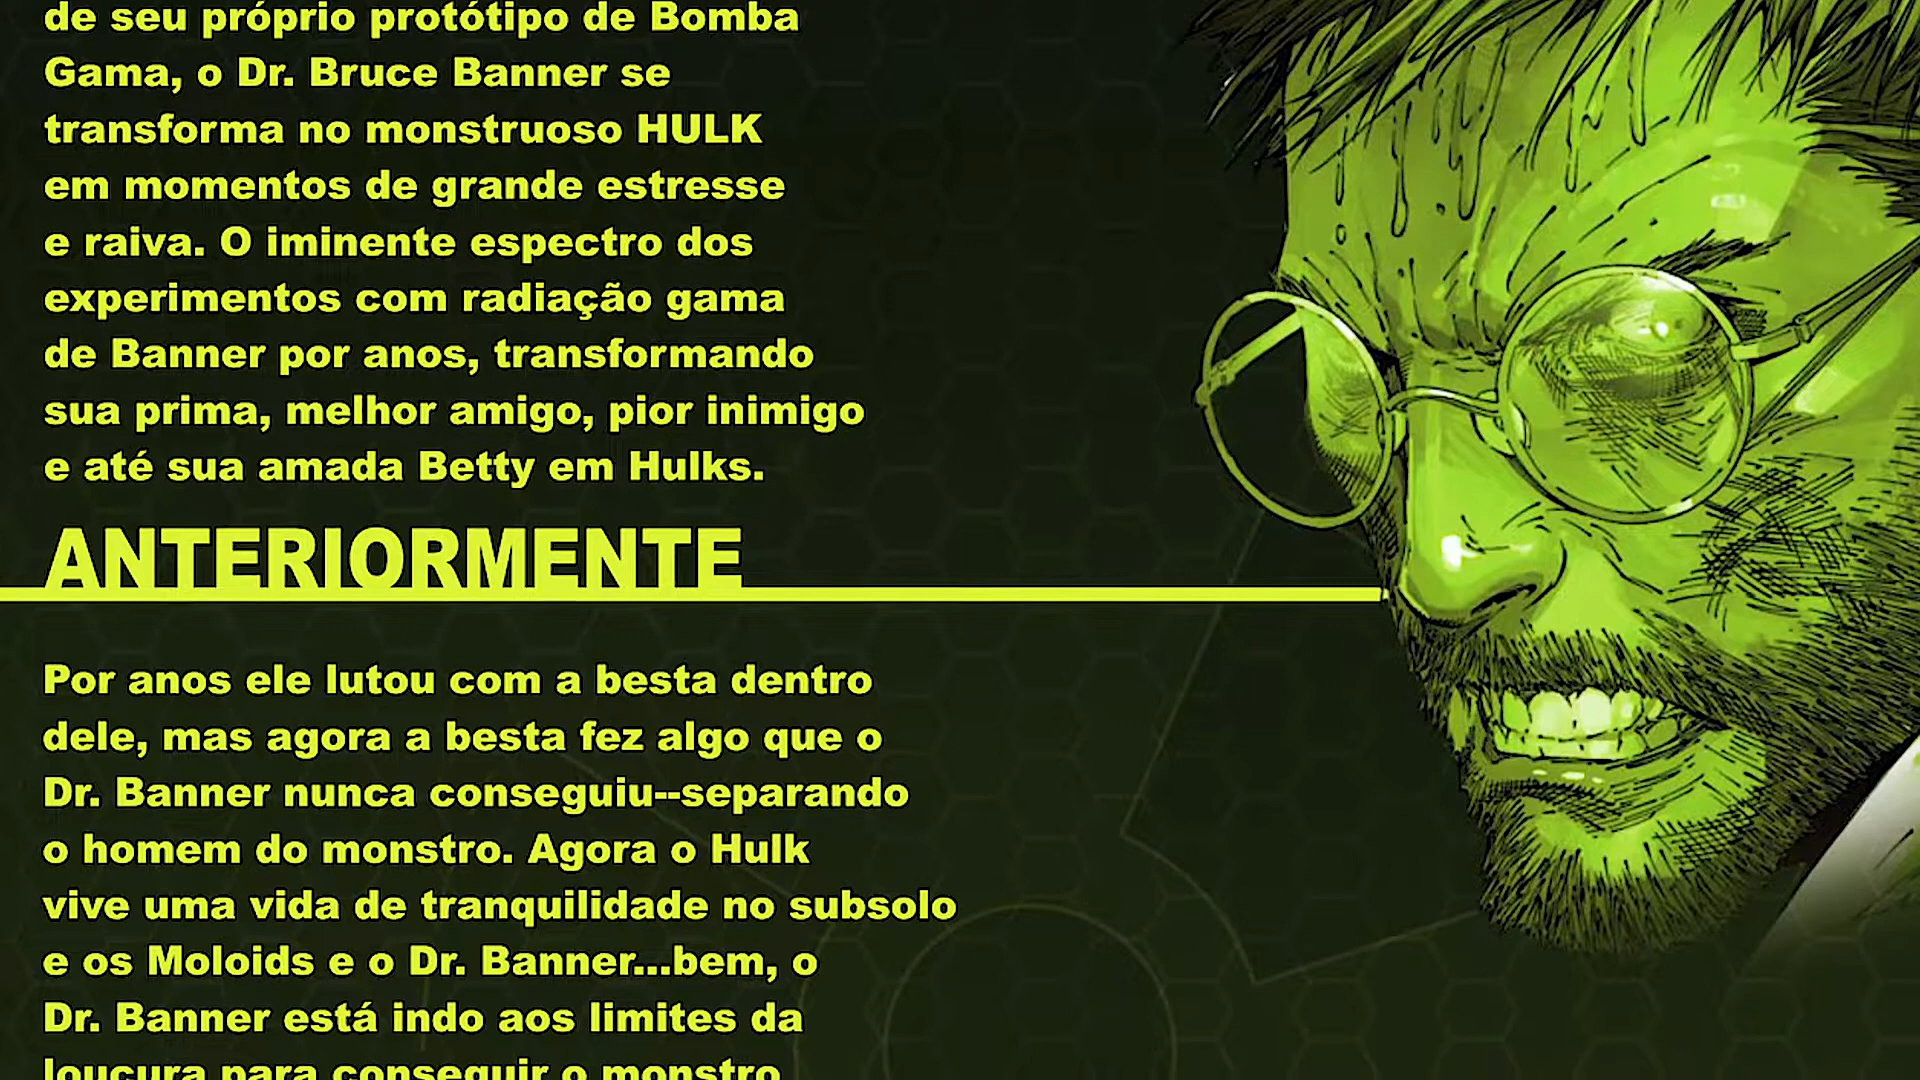 de seu próprio protótipo de Bomba
Gama, o Dr. Bruce Banner se
transforma no monstruoso HULK
em momentos de grande estresse
e raiva. O iminente espectro dos
experimentos com radiação gama
de Banner por anos, transformando
sua prima, melhor amigo, pior inimigo
e até sua amada Betty em Hulks.
ANTERIORMENTE
Por anos ele lutou com a besta dentro
dele, mas agora a besta fez algo que o
Dr. Banner nunca conseguiu--separando
o homem do monstro. Agora o Hulk
vive uma vida de tranquilidade no subsolo
e os Moloids e o Dr. Banner...bem, o
Dr. Banner está indo aos limites da
loucura para conseguir o monstro